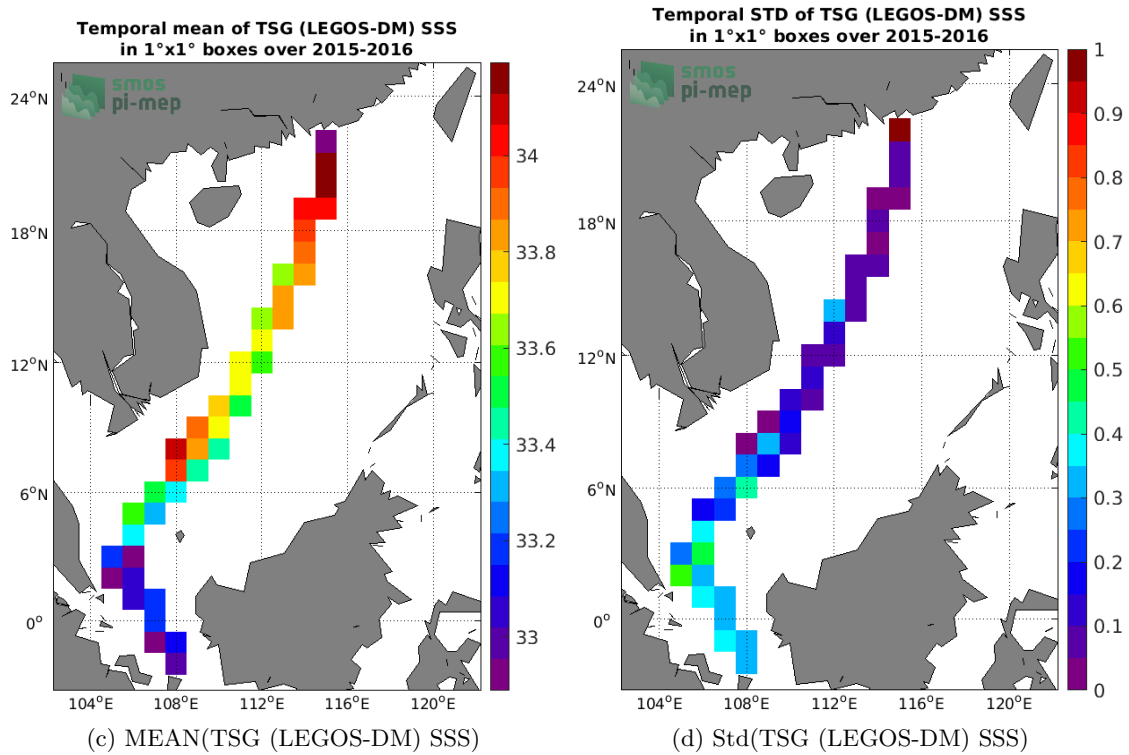 Temporal mean of TSG (LEGOS-DM) SSS
in 1°x1° boxes over 2015-2016
smos
pi-mep
24°N
18°N
12°N
6°N
0°
104°E
108°E
112°E
116°E
120°E
34
33.8
33.6
33.4
33.2
33
(c) MEAN(TSG (LEGOS-DM) SSS)
Temporal STD of TSG (LEGOS-DM) SSS
in 1°x1° boxes over 2015-2016
smos
pi-mep
24°N
18°N
12°N
6°N
0°
104°E
108°E
112°E
116°E
120°E
1
0.9
0.8
0.7
0.6
0.5
0.4
0.3
0.2
0.1
0
(d) Std(TSG (LEGOS-DM) SSS)